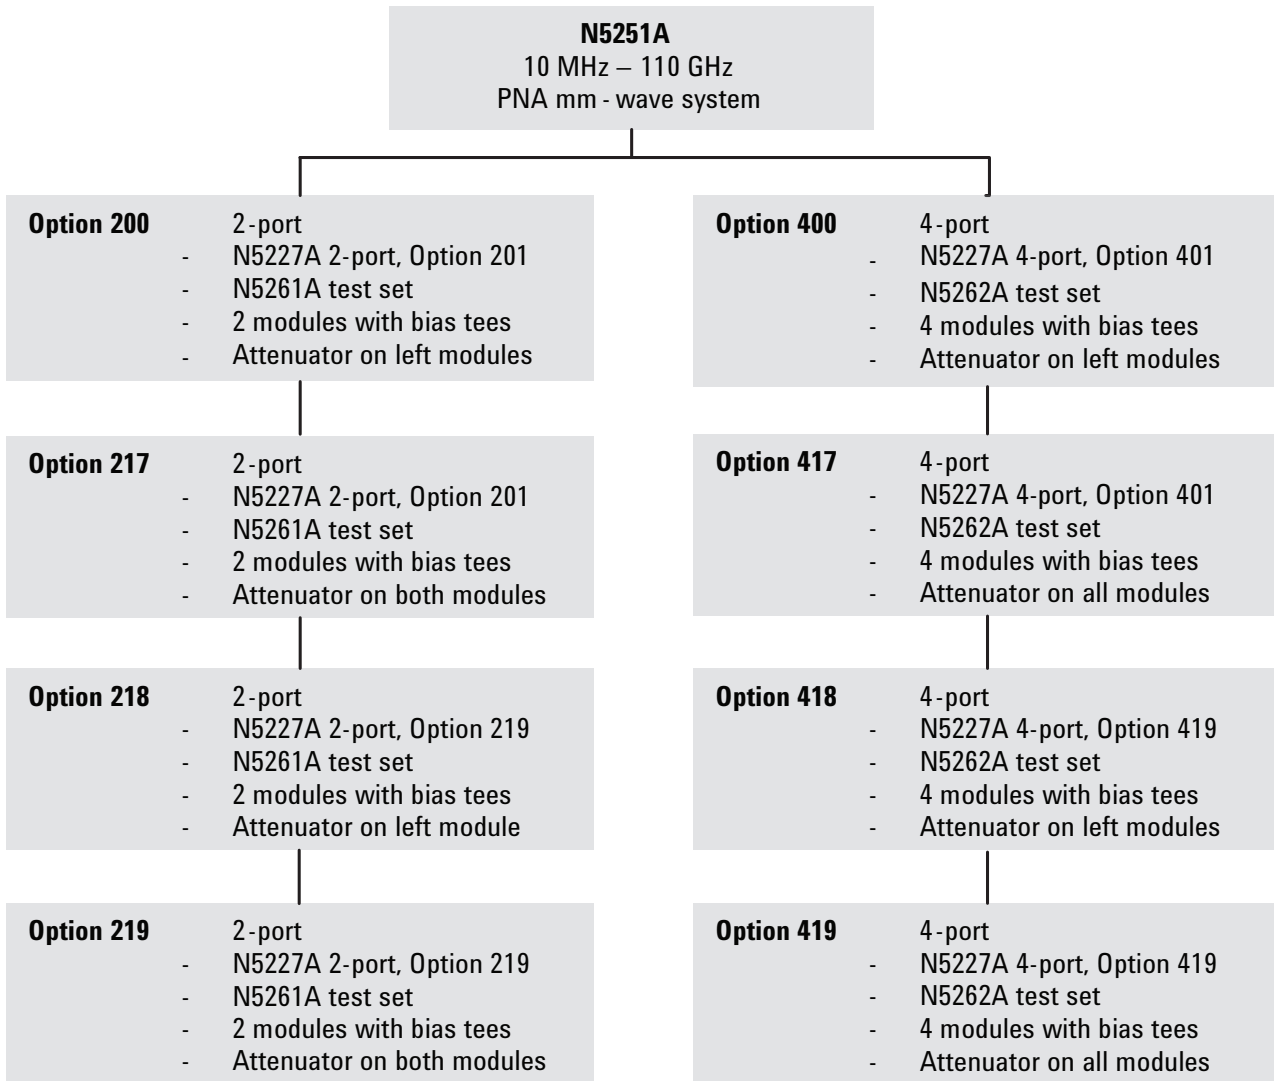 N5251A
10 MHz – 110 GHz
PNA mm - wave system
Option 200 2-port
- N5227A 2-port, Option 201
- N5261A test set
- 2 modules with bias tees
- Attenuator on left modules
Option 217 2-port
- N5227A 2-port, Option 201
- N5261A test set
- 2 modules with bias tees
- Attenuator on both modules
Option 218 2-port
- N5227A 2-port, Option 219
- N5261A test set
- 2 modules with bias tees
- Attenuator on left module
Option 219 2-port
- N5227A 2-port, Option 219
- N5261A test set
- 2 modules with bias tees
- Attenuator on both modules
Option 400 4-port
- N5227A 4-port, Option 401
- N5262A test set
- 4 modules with bias tees
- Attenuator on left modules
Option 417 4-port
- N5227A 4-port, Option 401
- N5262A test set
- 4 modules with bias tees
- Attenuator on all modules
Option 418 4-port
- N5227A 4-port, Option 419
- N5262A test set
- 4 modules with bias tees
- Attenuator on left modules
Option 419 4-port
- N5227A 4-port, Option 419
- N5262A test set
- 4 modules with bias tees
- Attenuator on all modules